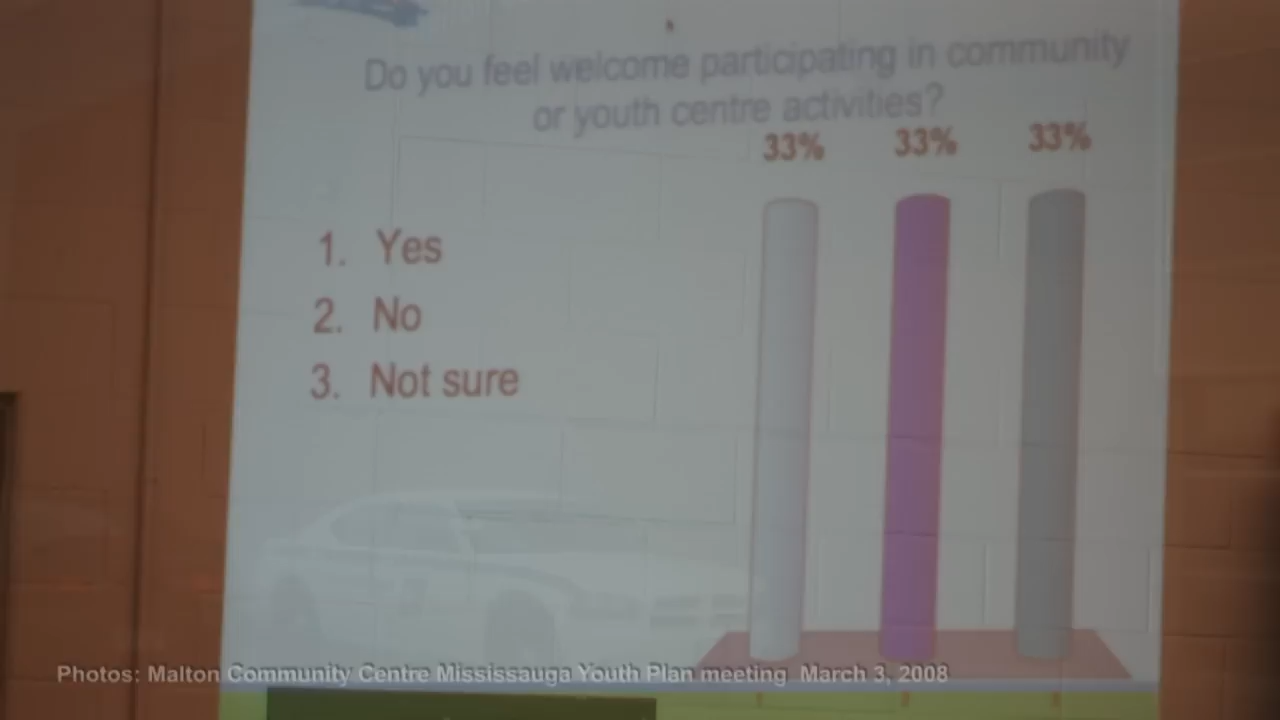 Do you feel welcome participating in community
or youth centre activities?
33% 33% 33%
1. Yes
2. No
3. Not sure
Photos: Malton Community Centre Mississauga Youth Plan meeting March 3, 2008